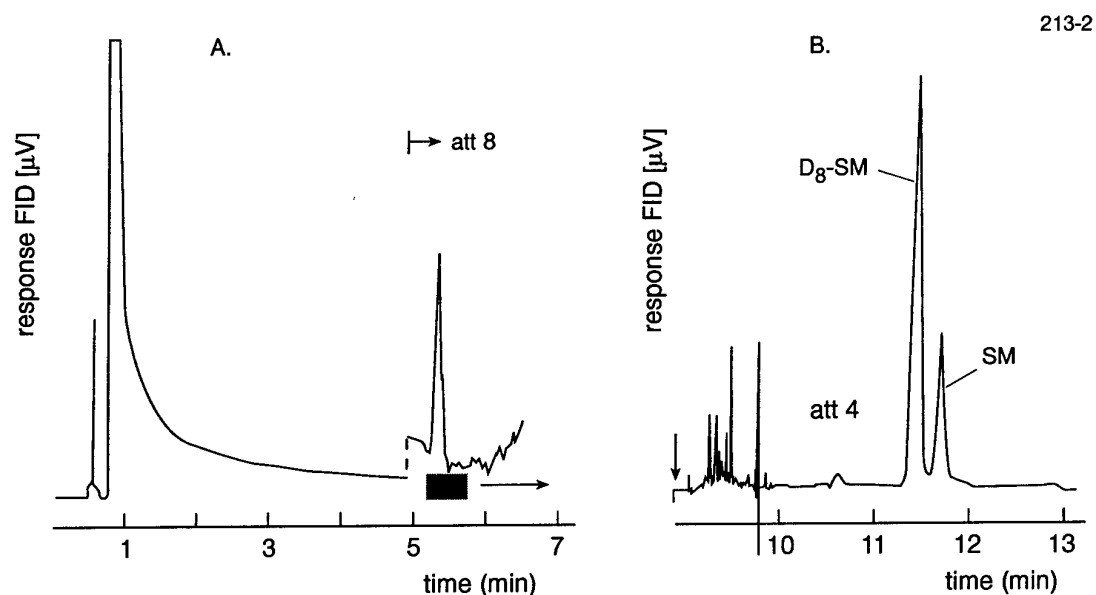 213-2
A.
response FID [µV]
att 8
1 3 5 7
time (min)
B.
response FID [µV]
D8-SM
SM
att 4
10 11 12 13
time (min)